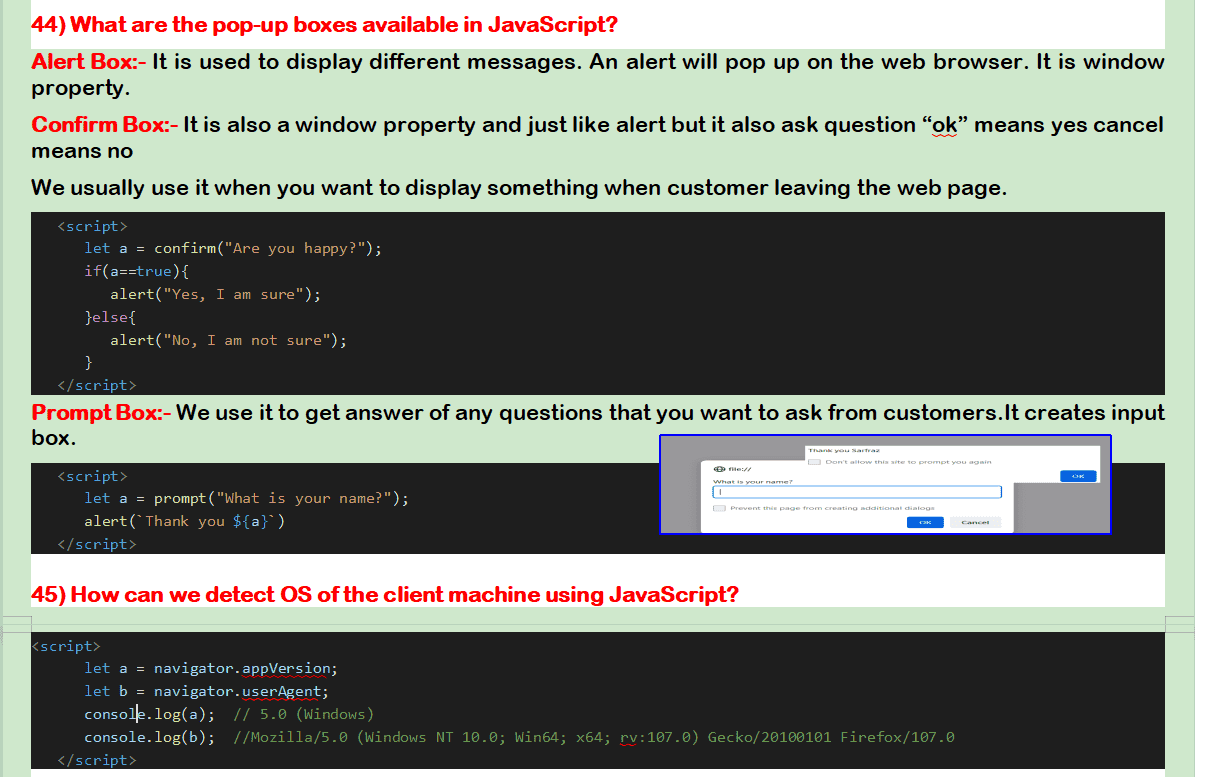 44) What are the pop-up boxes available in JavaScript?
Alert Box:- It is used to display different messages. An alert will pop up on the web browser. It is window
property.
Confirm Box:- It is also a window property and just like alert but it also ask question “ok” means yes cancel
means no
We usually use it when you want to display something when customer leaving the web page.
<script>
let a = confirm("Are you happy?");
if(a==true){
alert("Yes, I am sure");
}else{
alert("No, I am not sure");
}
</script>
Prompt Box:- We use it to get answer of any questions that you want to ask from customers.It creates input
box.
<script>
let a = prompt("What is your name?");
alert(`Thank you ${a}`)
</script>
Thank you Sarfraz
Don't allow this site to prompt you again
OK
file://
What is your name?
Prevent this page from creating additional dialogs
OK Cancel
45) How can we detect OS of the client machine using JavaScript?
<script>
let a = navigator.appVersion;
let b = navigator.userAgent;
console.log(a); // 5.0 (Windows)
console.log(b); //Mozilla/5.0 (Windows NT 10.0; Win64; x64; rv:107.0) Gecko/20100101 Firefox/107.0
</script>